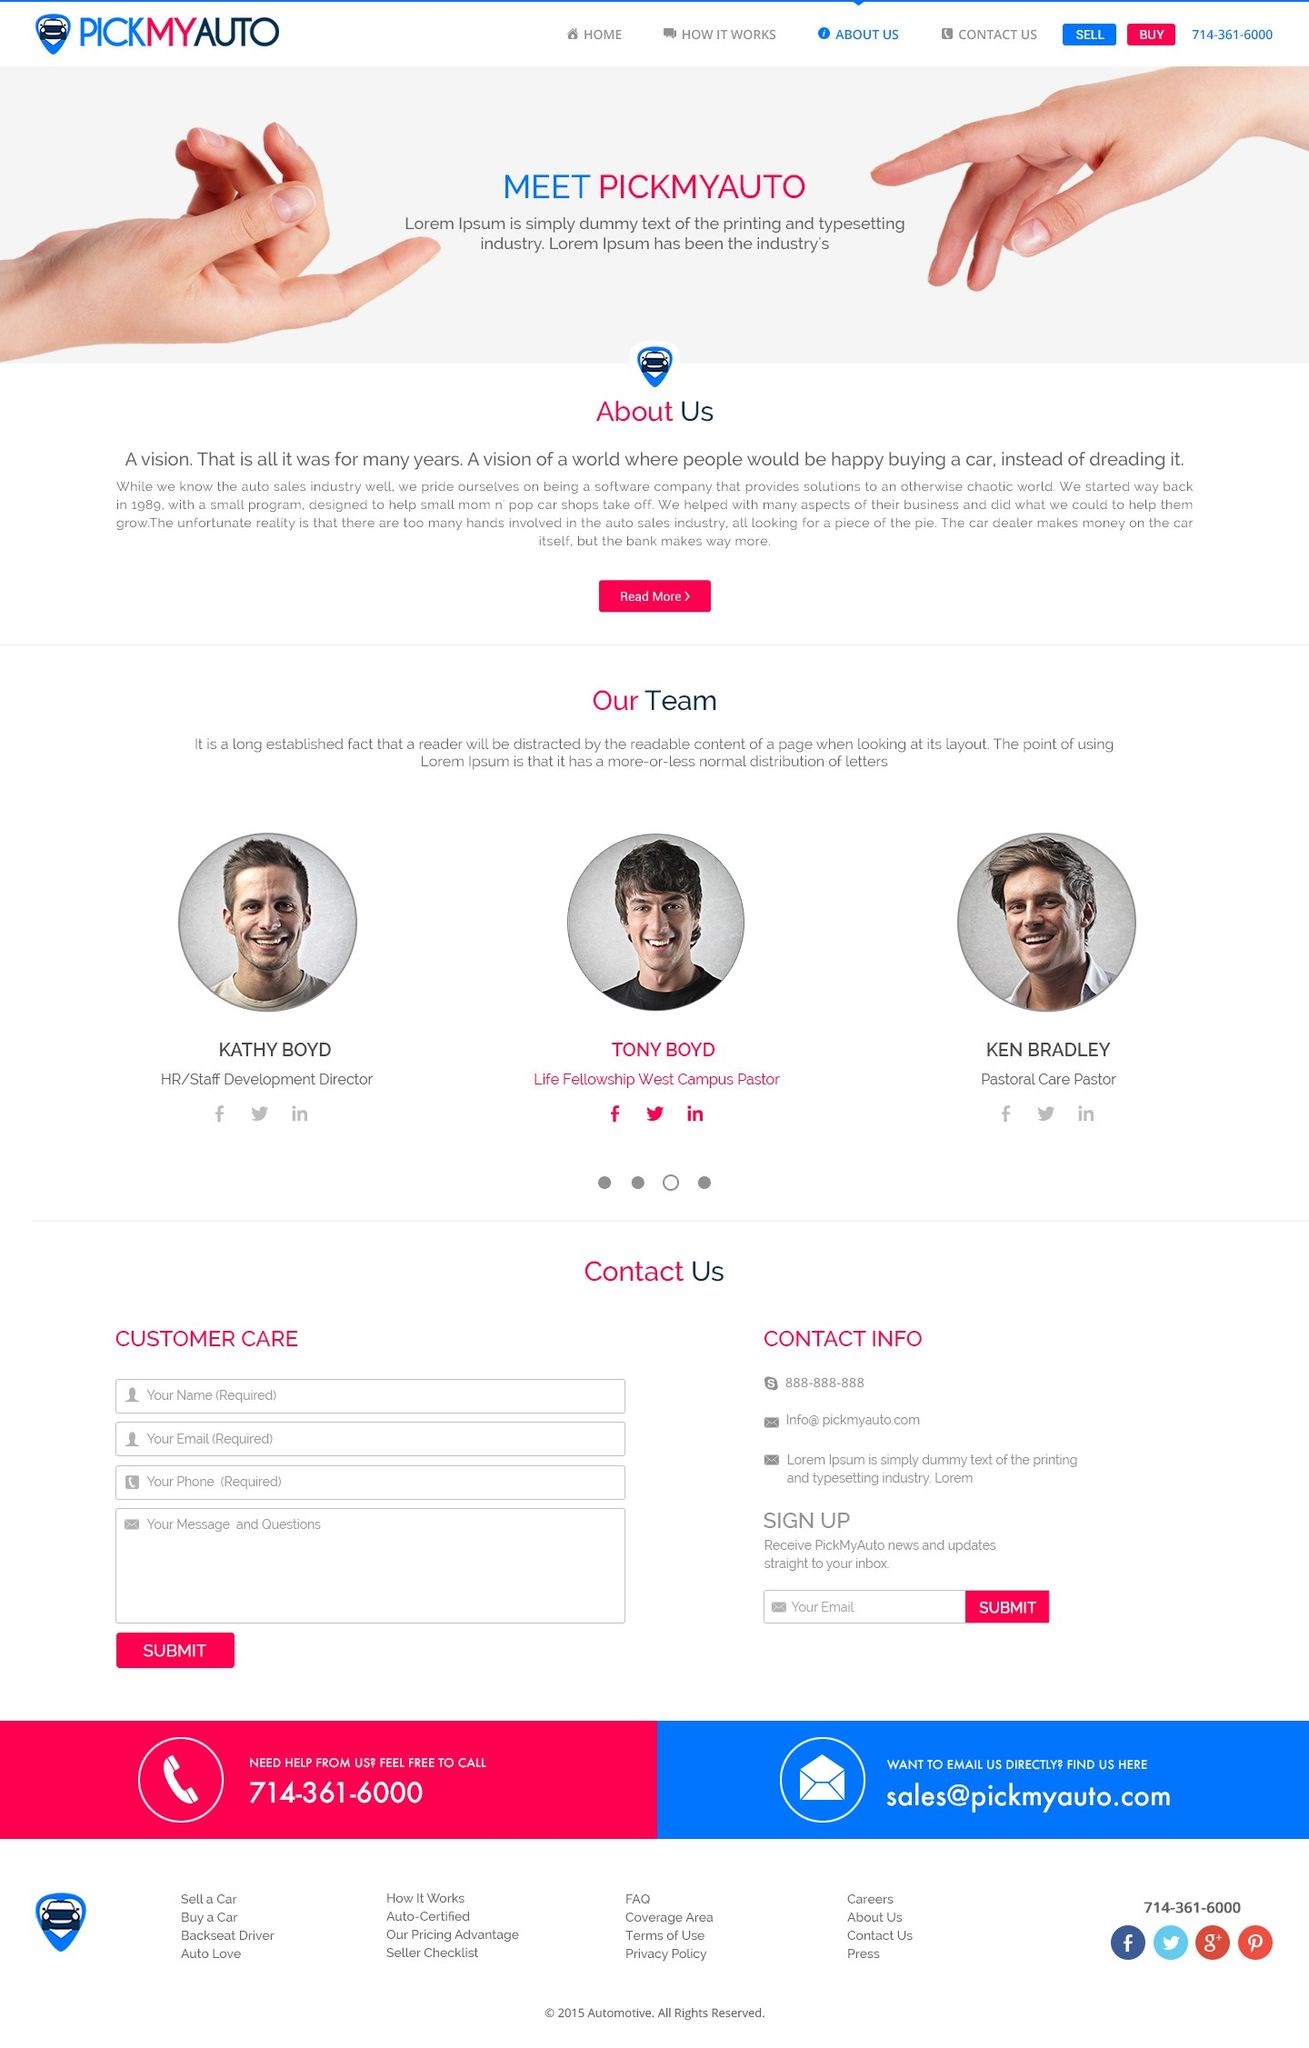 PICKMYAUTO
HOME
HOW IT WORKS
ABOUT US
CONTACT US
SELL
BUY
714-361-6000
MEET PICKMYAUTO
Lorem Ipsum is simply dummy text of the printing and typesetting
industry. Lorem Ipsum has been the industry's
About Us
A vision. That is all it was for many years. A vision of a world where people would be happy buying a car, instead of dreading it.
While we know the auto sales industry well, we pride ourselves on being a software company that provides solutions to an otherwise chaotic world. We started way back
in 1989, with a small program, designed to help small mom n' pop car shops take off. We helped with many aspects of their business and did what we could to help them
grow.The unfortunate reality is that there are too many hands involved in the auto sales industry, all looking for a piece of the pie. The car dealer makes money on the car
itself, but the bank makes way more.
Read More >
Our Team
It is a long established fact that a reader will be distracted by the readable content of a page when looking at its layout. The point of using
Lorem Ipsum is that it has a more-or-less normal distribution of letters
KATHY BOYD
HR/Staff Development Director
TONY BOYD
Life Fellowship West Campus Pastor
KEN BRADLEY
Pastoral Care Pastor
Contact Us
CUSTOMER CARE
Your Name (Required)
Your Email (Required)
Your Phone (Required)
Your Message and Questions
SUBMIT
CONTACT INFO
888-888-888
Info@ pickmyauto.com
Lorem Ipsum is simply dummy text of the printing
and typesetting industry. Lorem
SIGN UP
Receive PickMyAuto news and updates
straight to your inbox.
Your Email
SUBMIT
NEED HELP FROM US? FEEL FREE TO CALL
714-361-6000
WANT TO EMAIL US DIRECTLY? FIND US HERE
sales@pickmyauto.com
Sell a Car
Buy a Car
Backseat Driver
Auto Love
How It Works
Auto-Certified
Our Pricing Advantage
Seller Checklist
FAQ
Coverage Area
Terms of Use
Privacy Policy
Careers
About Us
Contact Us
Press
714-361-6000
© 2015 Automotive. All Rights Reserved.